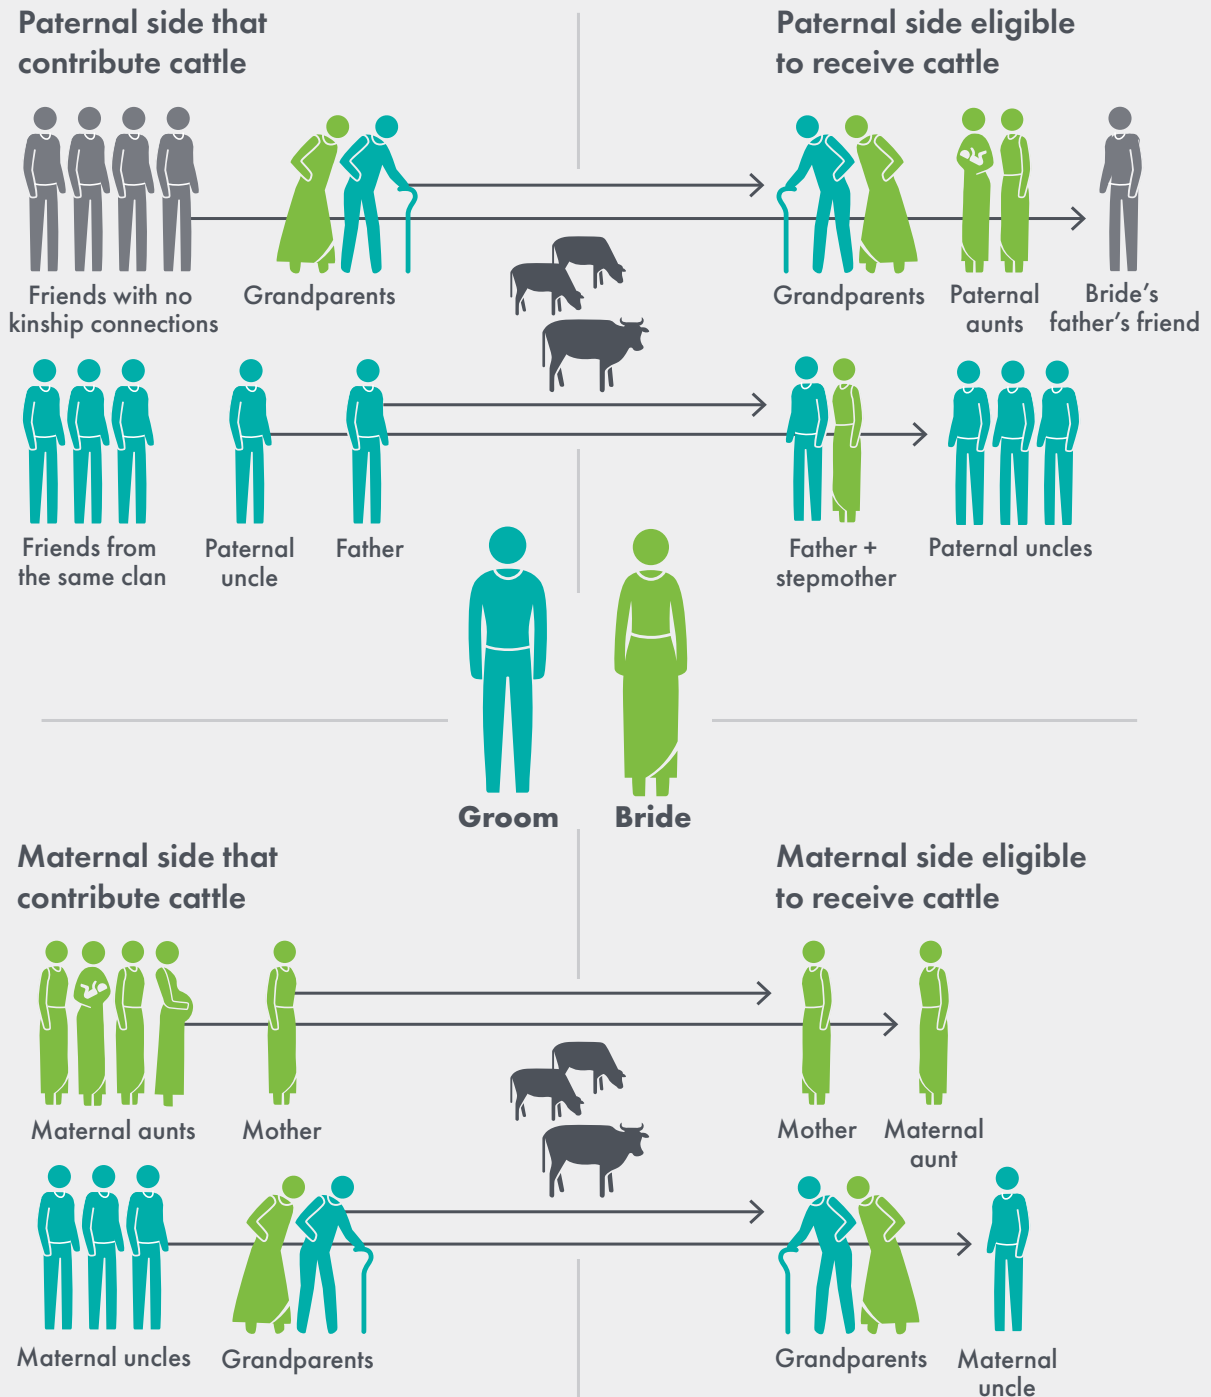 Paternal side that
contribute cattle
Paternal side eligible
to receive cattle
Friends with no
kinship connections
Grandparents
Grandparents
Paternal
aunts
Bride’s
father’s friend
Friends from
the same clan
Paternal
uncle
Father
Father +
stepmother
Paternal uncles
Groom
Bride
Maternal side that
contribute cattle
Maternal side eligible
to receive cattle
Maternal aunts
Mother
Mother
Maternal
aunt
Maternal uncles
Grandparents
Grandparents
Maternal
uncle